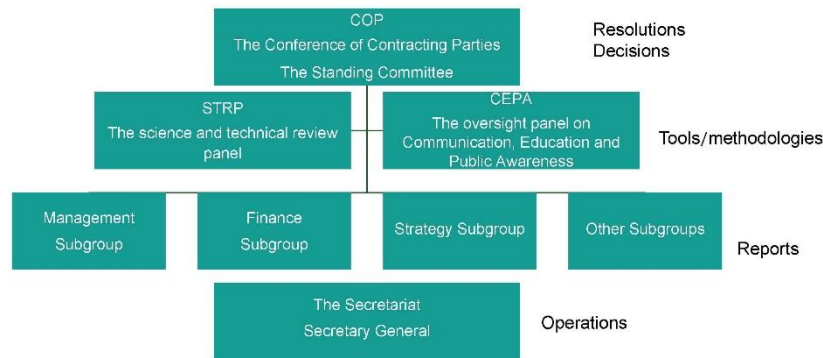 COP
The Conference of Contracting Parties
The Standing Committee
Resolutions
Decisions
STRP
The science and technical review
panel
CEPA
The oversight panel on
Communication, Education and
Public Awareness
Tools/methodologies
Management
Subgroup
Finance
Subgroup
Strategy Subgroup
Other Subgroups
Reports
The Secretariat
Secretary General
Operations